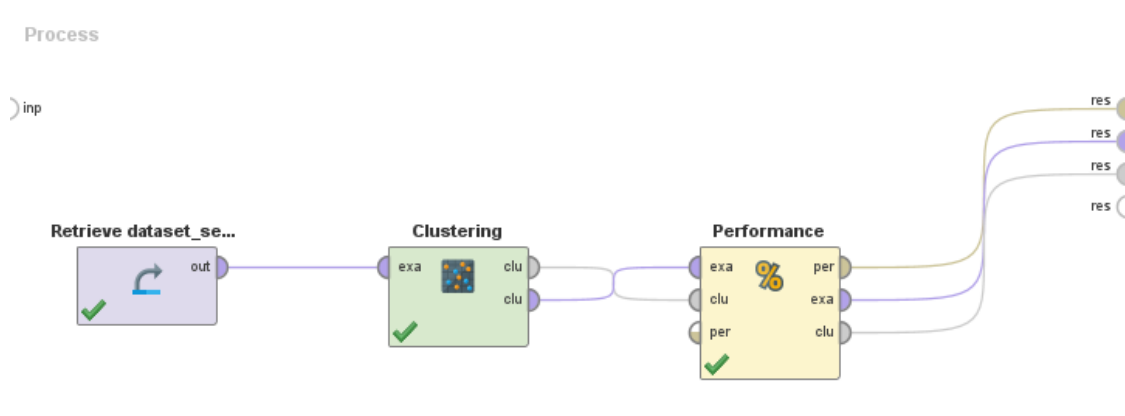 Process
inp
res
res
res
res
Retrieve dataset_se...
out
Clustering
exa
clu
clu
Performance
exa
per
%
clu
exa
per
clu